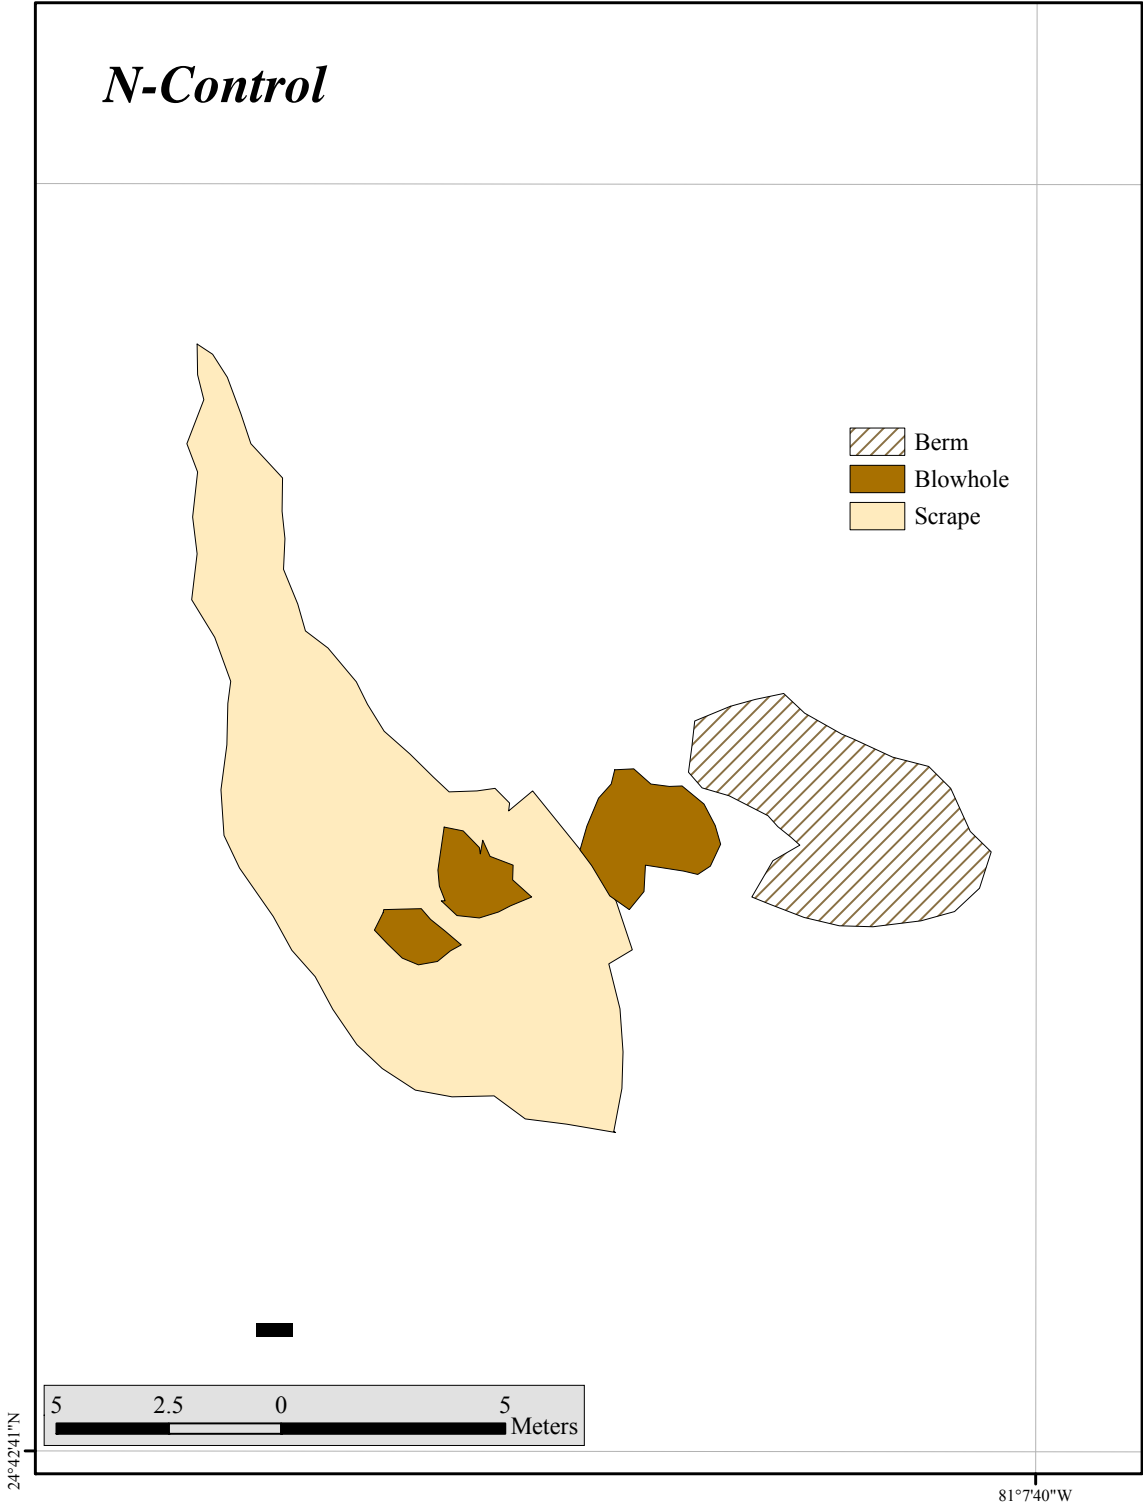 N-Control
Berm
Blowhole
Scrape
5 2.5 0 5
Meters
24°42'41"N
81°7'40"W